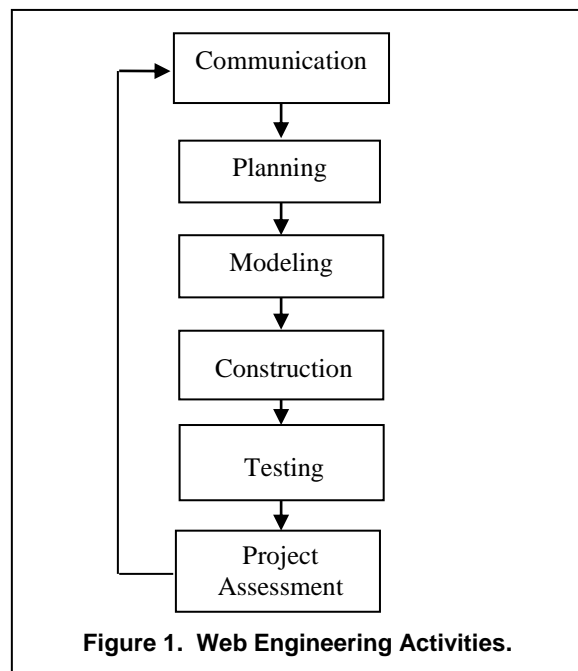 Communication
Planning
Modeling
Construction
Testing
Project
Assessment
Figure 1. Web Engineering Activities.